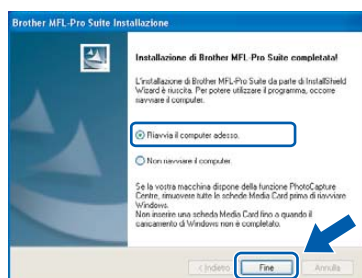 Brother MFL-Pro Suite Installazione
Installazione di Brother MFL-Pro Suite completata!
L'installazione di Brother MFL-Pro Suite da parte di InstallShield
Wizard è riuscita. Per potere utilizzare il programma, occorre
riavviare il computer.
Riavvia il computer adesso.
Non riavviare il computer.
Se la vostra macchina dispone della funzione PhotoCapture
Centre, rimuovere tutte le schede Media Card prima di riavviare
Windows.
Non inserire una scheda Media Card fino a quando il
caricamento di Windows non è completato.
< Indietro
Fine
Annulla